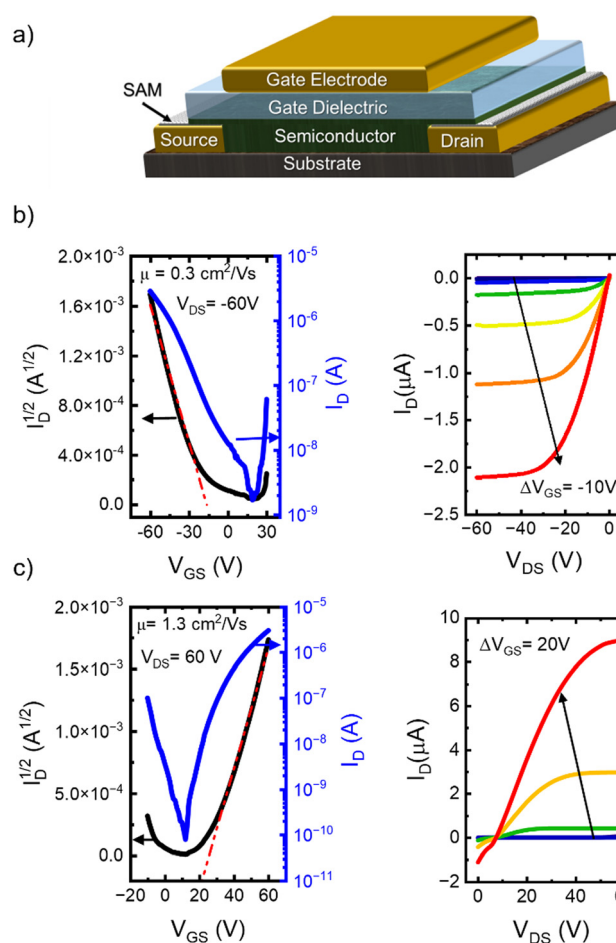 a)
Gate Electrode
SAM
Gate Dielectric
Source
Semiconductor
Drain
Substrate
b)
μ = 0.3 cm²/Vs
V_DS= -60V
2.0×10⁻³
1.6×10⁻³
1.2×10⁻³
8.0×10⁻⁴
4.0×10⁻⁴
0.0
I_D^1/2 (A^1/2)
10⁻⁵
10⁻⁶
10⁻⁷
10⁻⁸
10⁻⁹
I_D (A)
-60 -30 0 30
V_GS (V)
0.0
-0.5
-1.0
-1.5
-2.0
-2.5
I_D(μA)
ΔV_GS= -10V
-60 -40 -20 0
V_DS (V)
c)
μ= 1.3 cm²/Vs
V_DS= 60 V
2.0×10⁻³
1.5×10⁻³
1.0×10⁻³
5.0×10⁻⁴
0.0
I_D^1/2 (A^1/2)
10⁻⁵
10⁻⁶
10⁻⁷
10⁻⁸
10⁻⁹
10⁻¹⁰
10⁻¹¹
I_D (A)
-20 0 20 40 60
V_GS (V)
10
8
6
4
2
0
-2
I_D(μA)
ΔV_GS= 20V
0 20 40
V_DS (V)